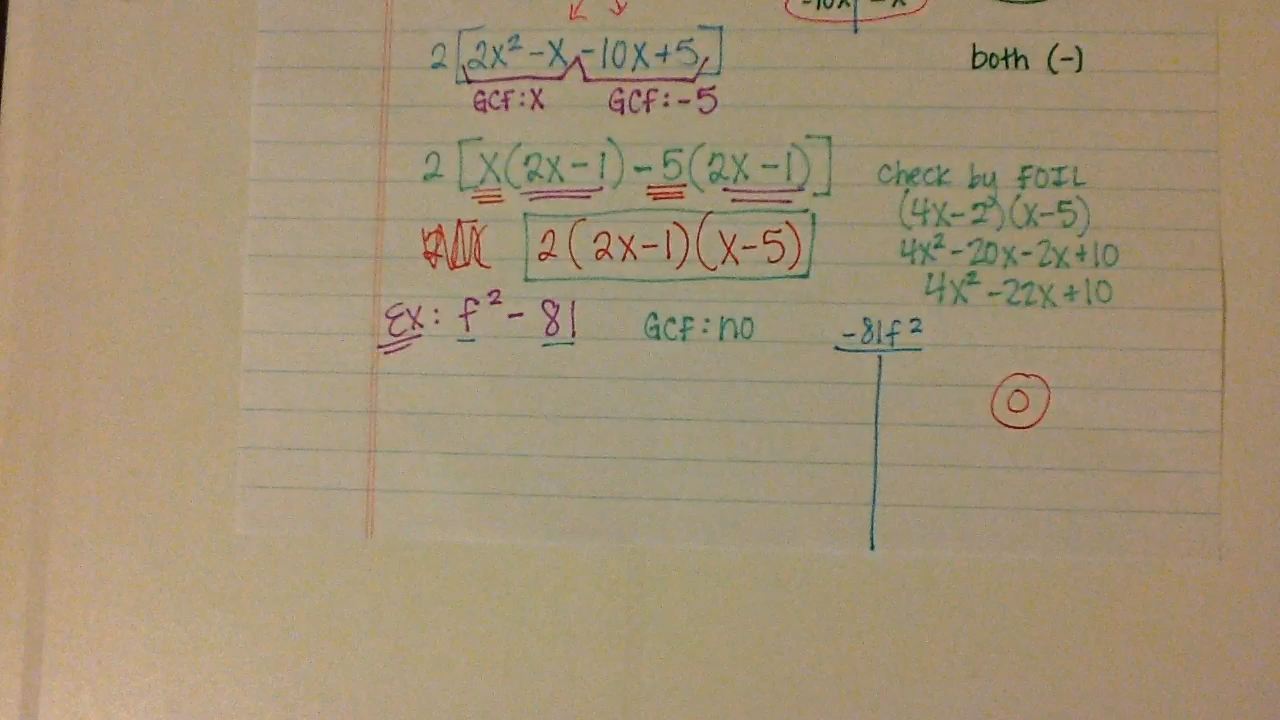 -10x -x
2[2x² - x - 10x + 5]
both (-)
GCF: x GCF: -5
2[x(2x - 1) - 5(2x - 1)]
check by FOIL
(4x - 2)(x - 5)
2(2x - 1)(x - 5)
4x² - 20x - 2x + 10
4x² - 22x + 10
Ex: f² - 81 GCF: no -81f²
0